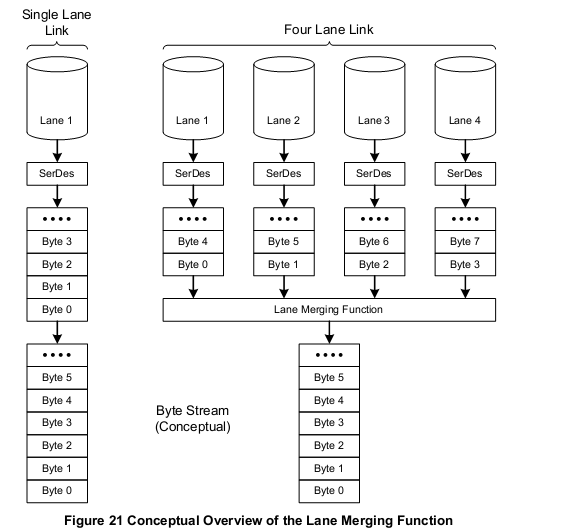 Single Lane
Link
Four Lane Link
Lane 1
Lane 1
Lane 2
Lane 3
Lane 4
SerDes
SerDes
SerDes
SerDes
SerDes
••••
••••
••••
••••
••••
Byte 3
Byte 4
Byte 5
Byte 6
Byte 7
Byte 2
Byte 0
Byte 1
Byte 2
Byte 3
Byte 1
Byte 0
Lane Merging Function
••••
••••
Byte 5
Byte 5
Byte 4
Byte 4
Byte 3
Byte 3
Byte Stream
(Conceptual)
Byte 2
Byte 2
Byte 1
Byte 1
Byte 0
Byte 0
Figure 21 Conceptual Overview of the Lane Merging Function